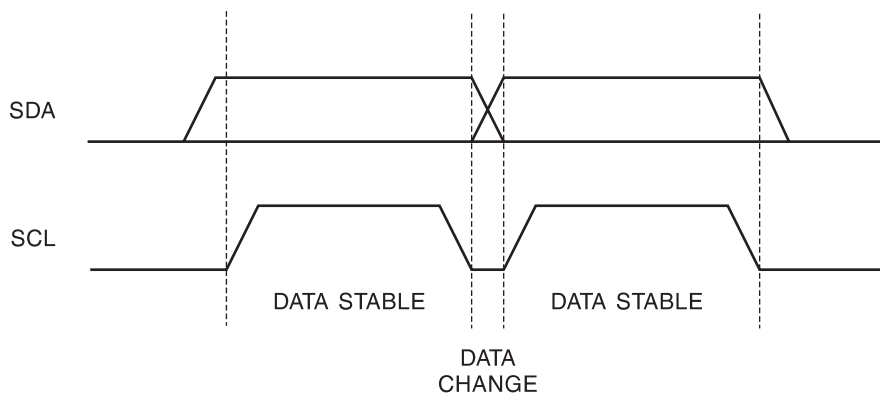 SDA
SCL
DATA STABLE
DATA STABLE
DATA
CHANGE